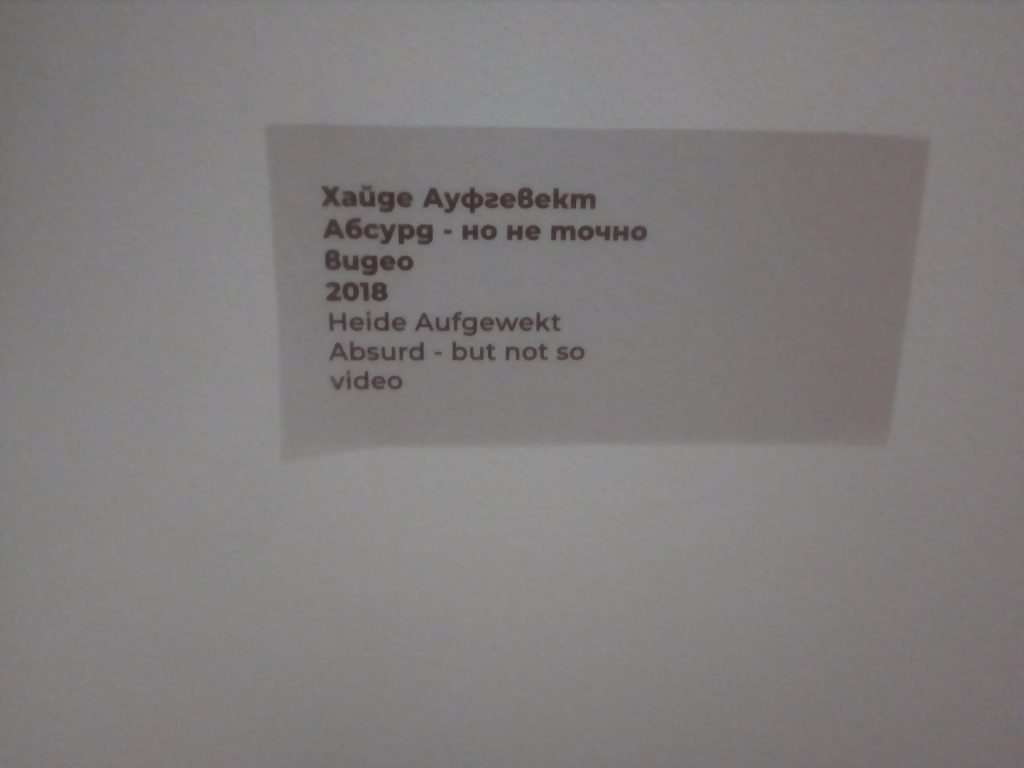 Хайде Ауфгевект
Абсурд - но не точно
видео
2018
Heide Aufgewekt
Absurd - but not so
video